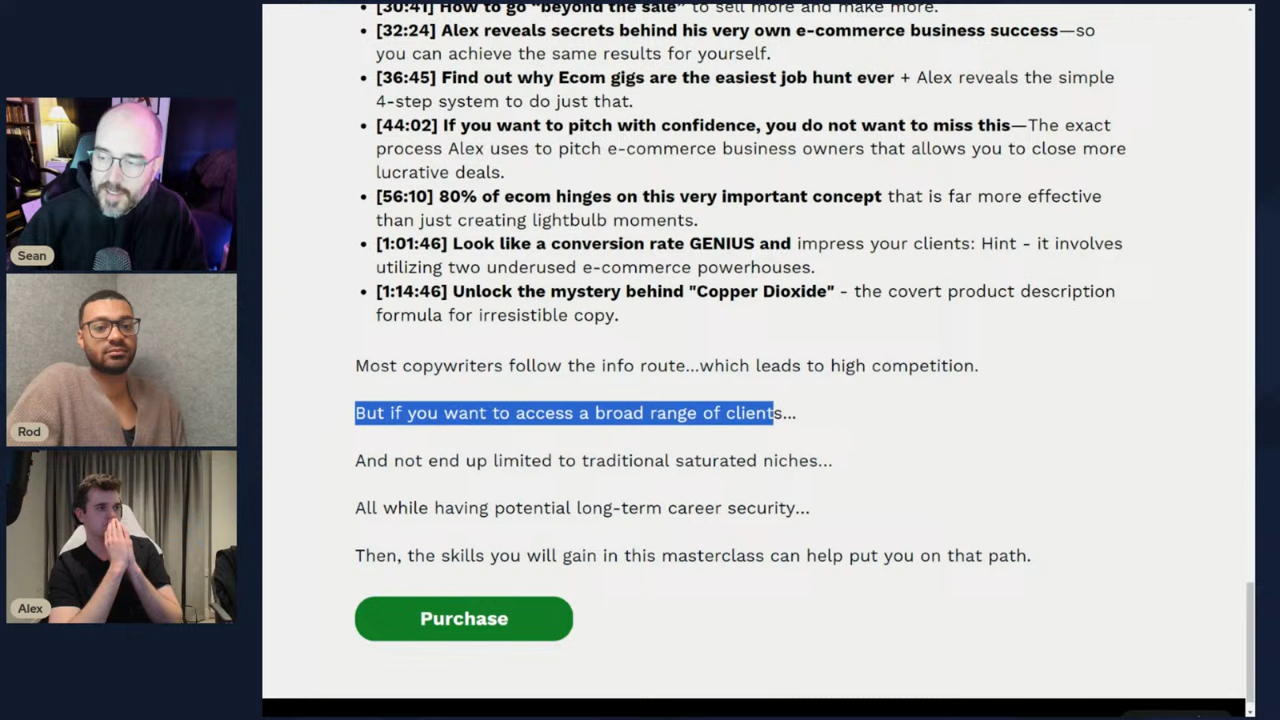 • [30:41] How to go “beyond the sale” to sell more and make more.
• [32:24] Alex reveals secrets behind his very own e-commerce business success—so
you can achieve the same results for yourself.
• [36:45] Find out why Ecom gigs are the easiest job hunt ever + Alex reveals the simple
4-step system to do just that.
• [44:02] If you want to pitch with confidence, you do not want to miss this—The exact
process Alex uses to pitch e-commerce business owners that allows you to close more
lucrative deals.
• [56:10] 80% of ecom hinges on this very important concept that is far more effective
than just creating lightbulb moments.
• [1:01:46] Look like a conversion rate GENIUS and impress your clients: Hint - it involves
utilizing two underused e-commerce powerhouses.
• [1:14:46] Unlock the mystery behind "Copper Dioxide" - the covert product description
formula for irresistible copy.
Most copywriters follow the info route...which leads to high competition.
But if you want to access a broad range of clients...
And not end up limited to traditional saturated niches...
All while having potential long-term career security...
Then, the skills you will gain in this masterclass can help put you on that path.
Purchase
Sean
Rod
Alex